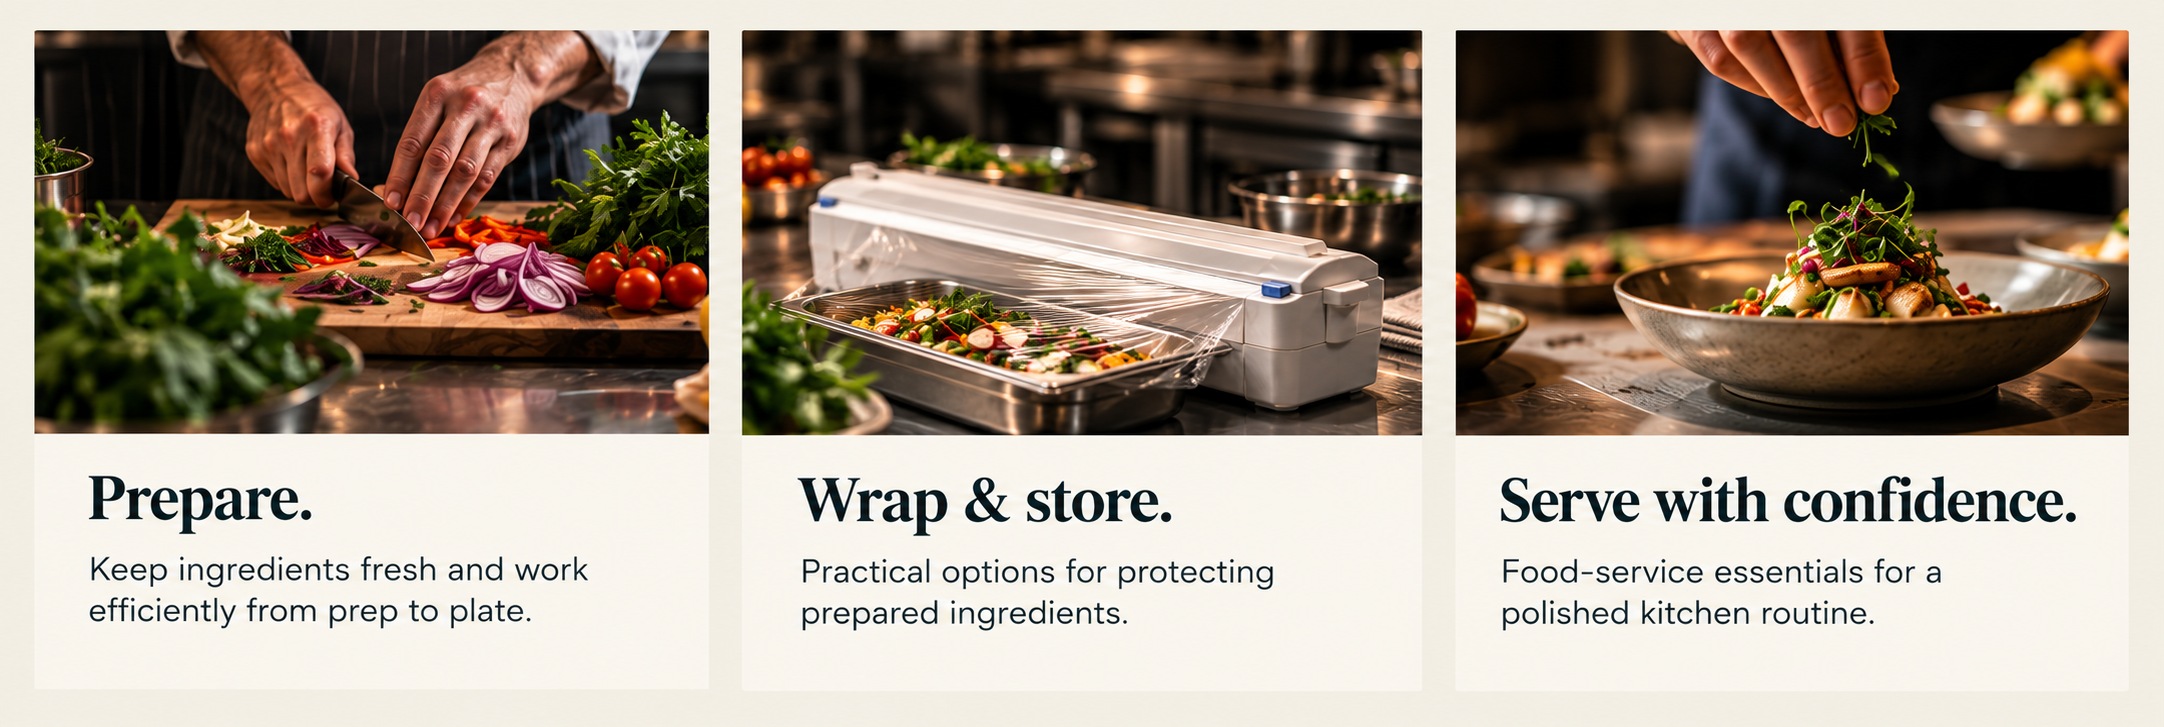 Prepare.
Keep ingredients fresh and work
efficiently from prep to plate.
Wrap & store.
Practical options for protecting
prepared ingredients.
Serve with confidence.
Food-service essentials for a
polished kitchen routine.